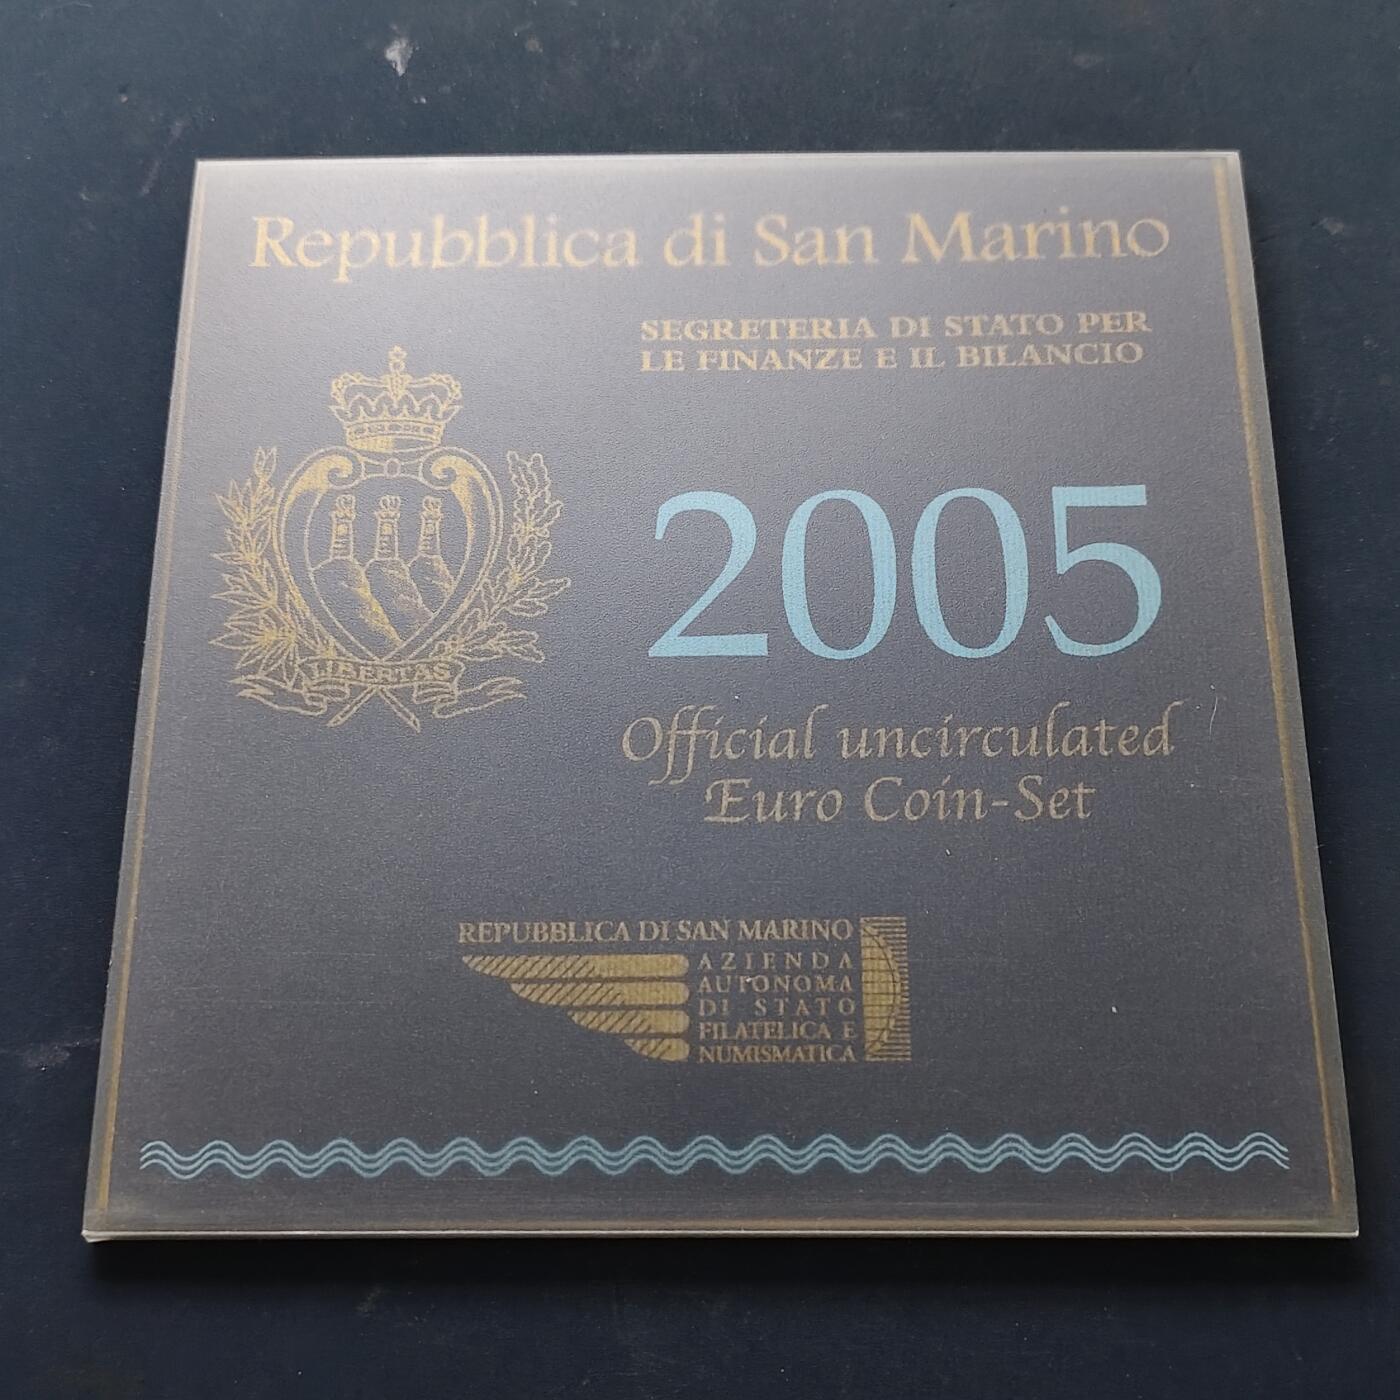 Repubblica di San Marino
SEGRETERIA DI STATO PER
LE FINANZE E IL BILANCIO
LIBERTAS
2005
Official uncirculated
Euro Coin-Set
REPUBBLICA DI SAN MARINO
AZIENDA
AUTONOMA
DI STATO
FILATELICA E
NUMISMATICA